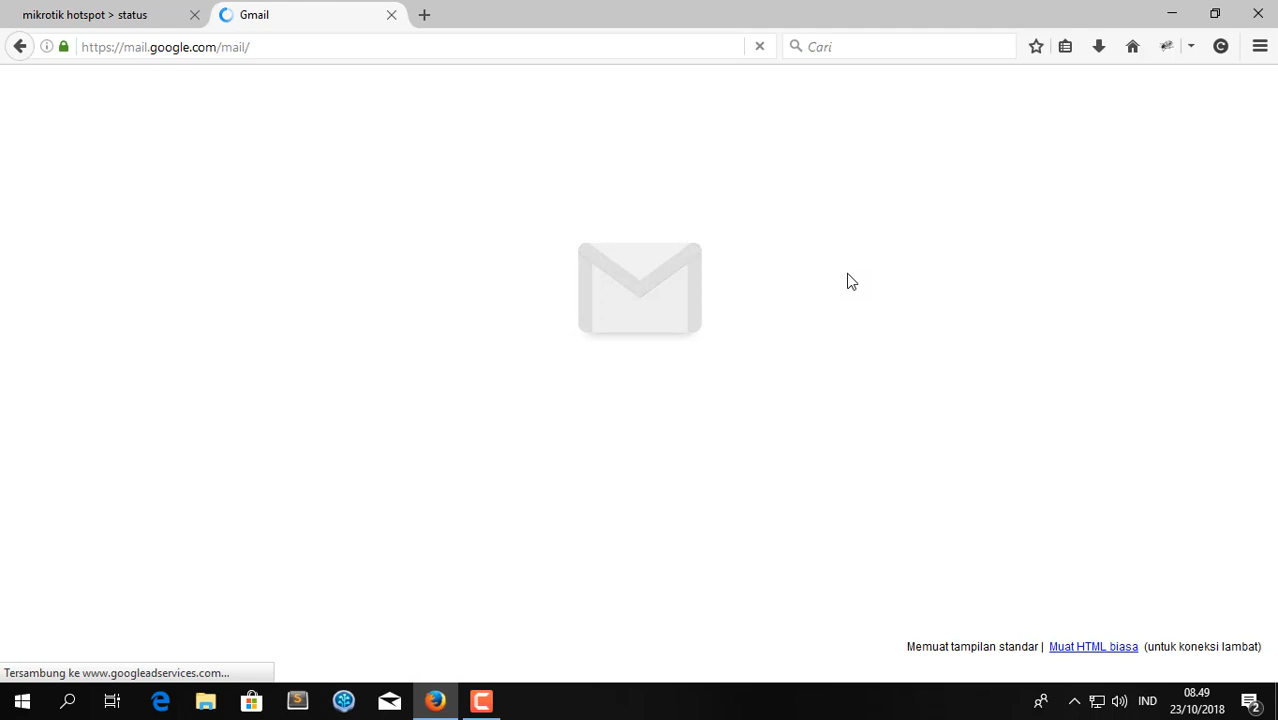 mikrotik hotspot > status
Gmail
https://mail.google.com/mail/
Cari
Memuat tampilan standar | Muat HTML biasa (untuk koneksi lambat)
Tersambung ke www.googleadservices.com...
IND
08.49
23/10/2018
2